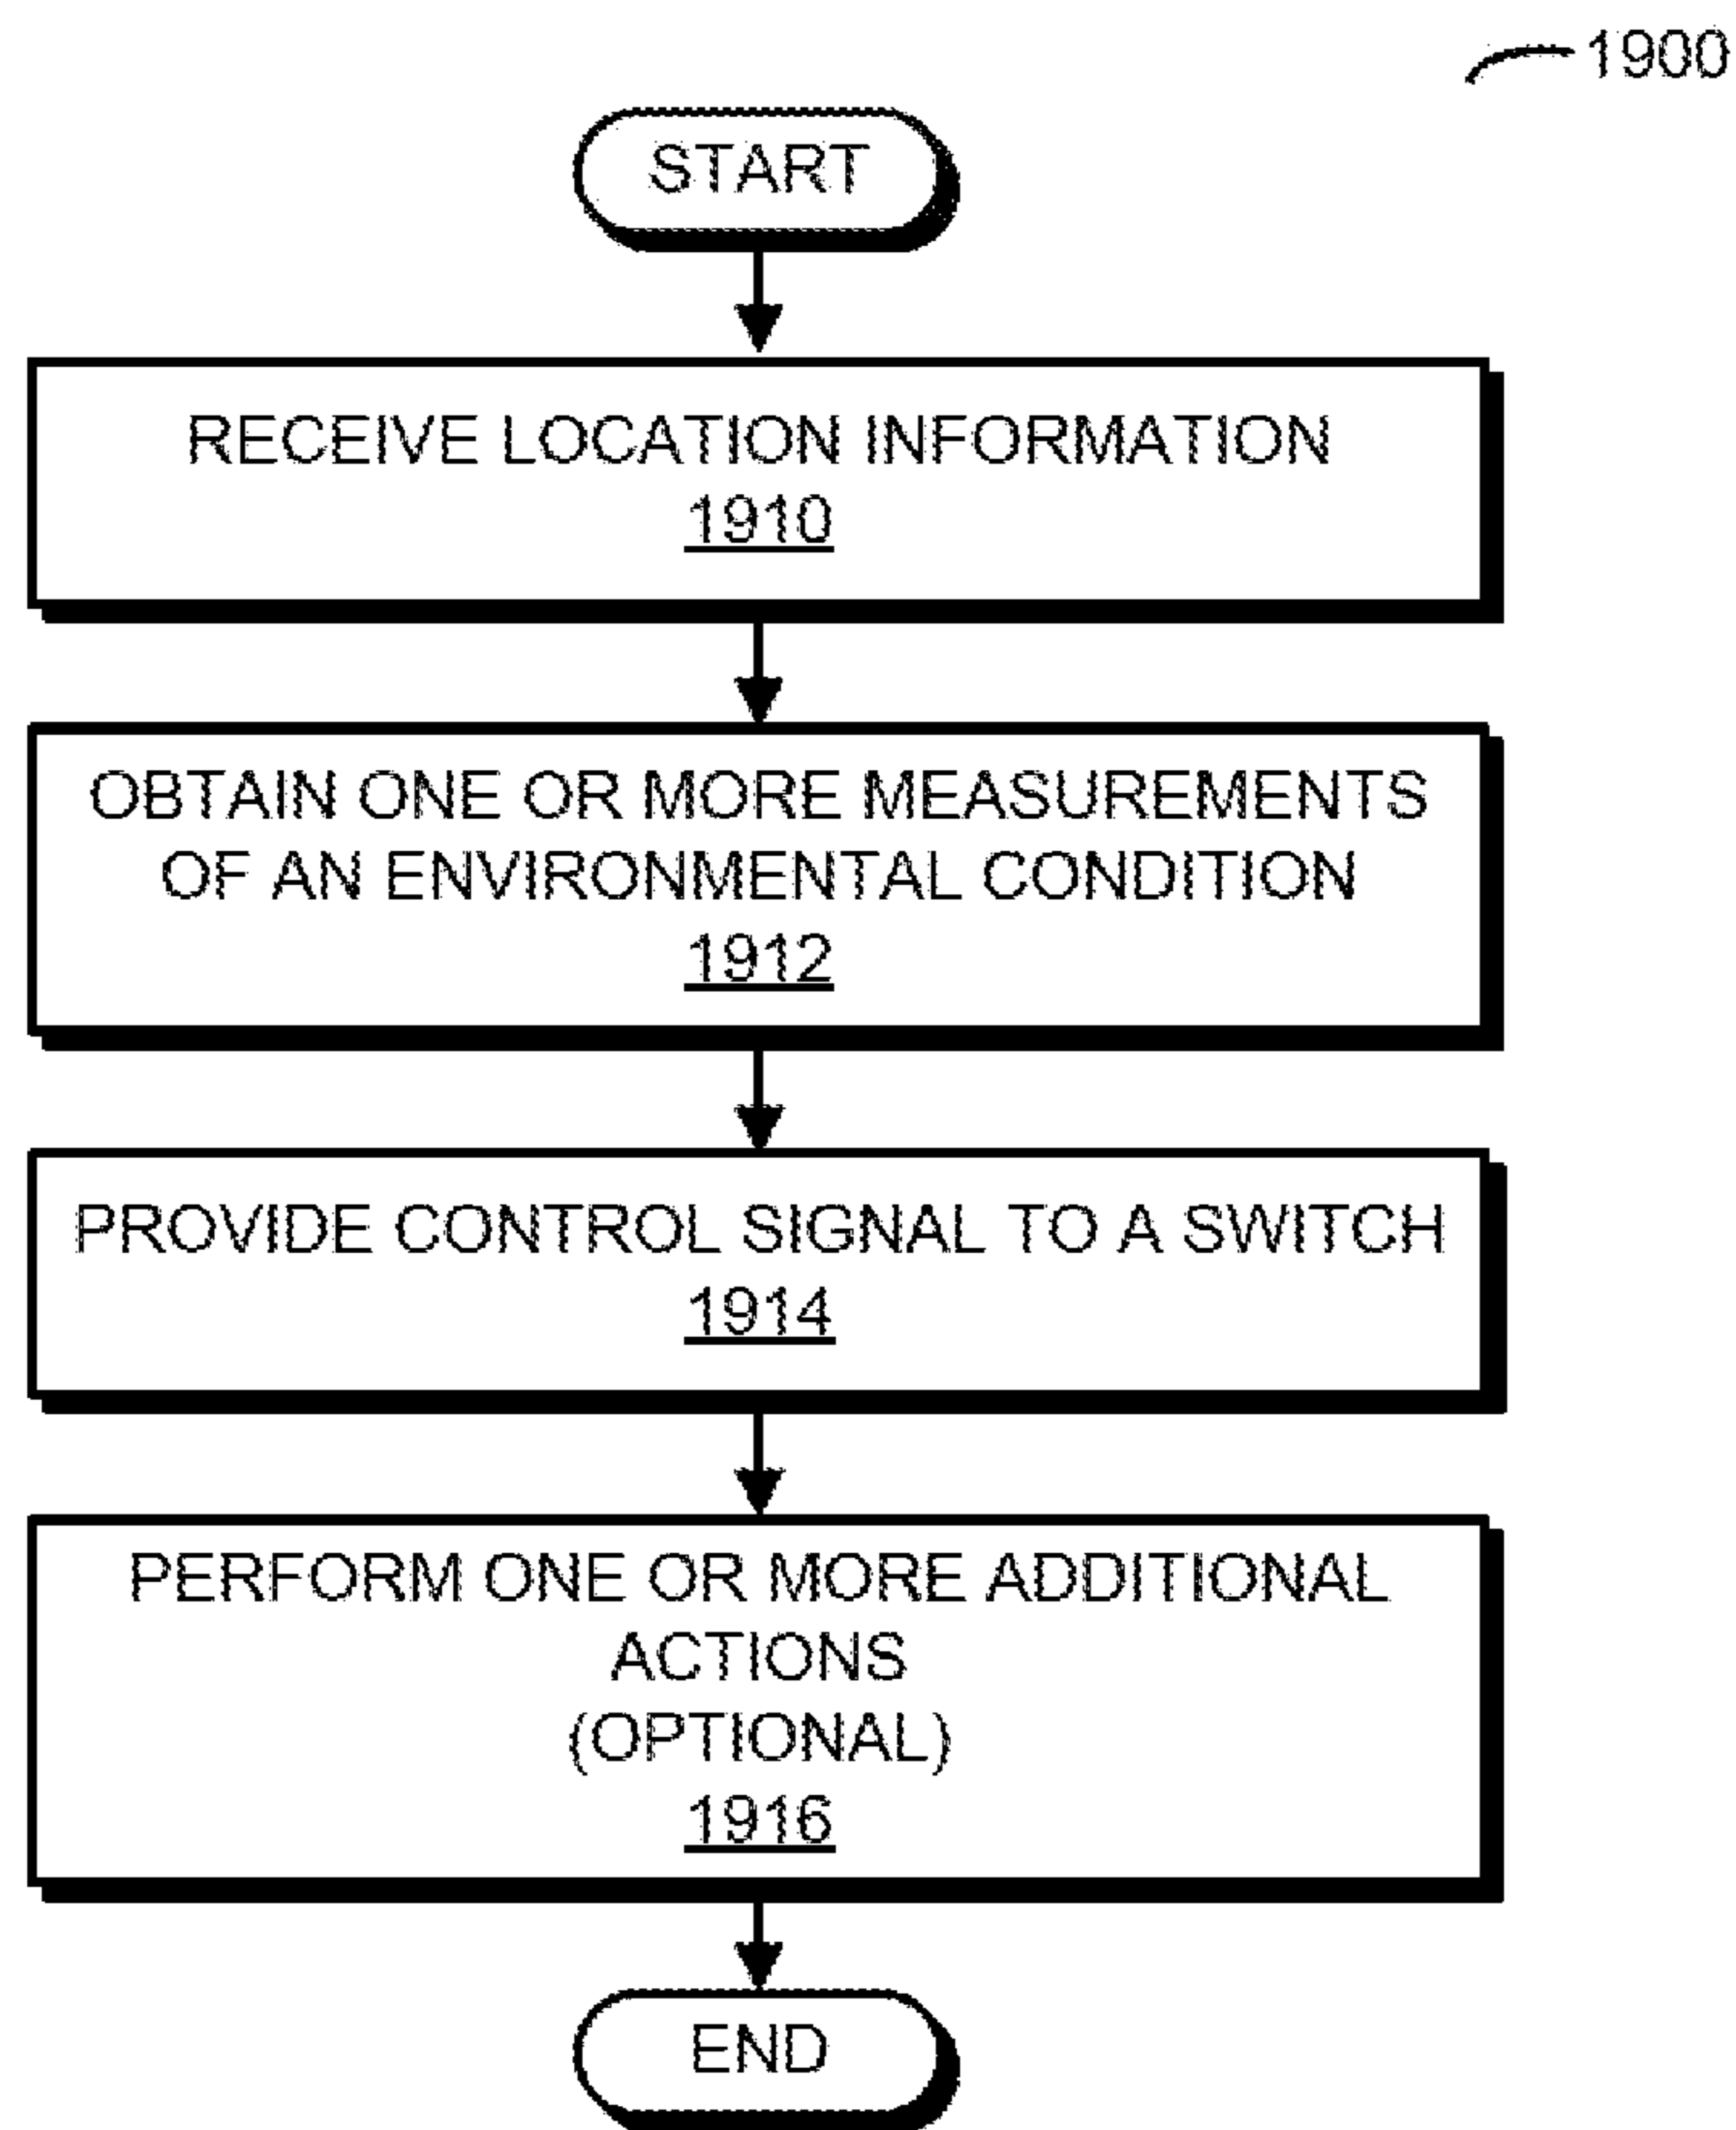 1900
START
RECEIVE LOCATION INFORMATION
1910
OBTAIN ONE OR MORE MEASUREMENTS
OF AN ENVIRONMENTAL CONDITION
1912
PROVIDE CONTROL SIGNAL TO A SWITCH
1914
PERFORM ONE OR MORE ADDITIONAL
ACTIONS
(OPTIONAL)
1916
END